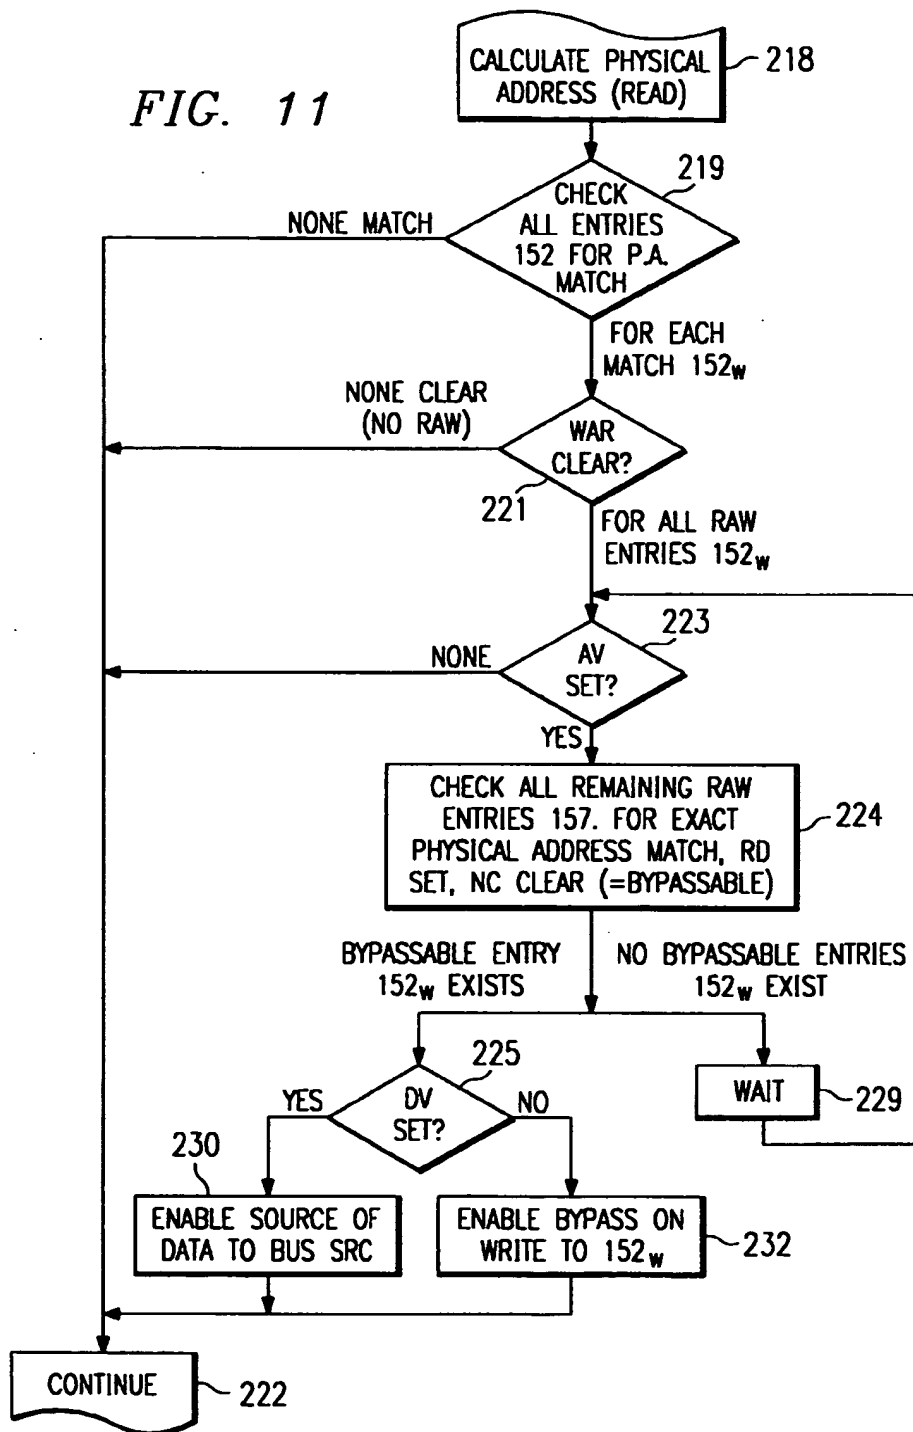 FIG. 11
CALCULATE PHYSICAL
ADDRESS (READ)
218
219
CHECK
ALL ENTRIES
152 FOR P.A.
MATCH
NONE MATCH
FOR EACH
MATCH 152w
NONE CLEAR
(NO RAW)
WAR
CLEAR?
221
FOR ALL RAW
ENTRIES 152w
223
AV
SET?
NONE
YES
CHECK ALL REMAINING RAW
ENTRIES 157. FOR EXACT
PHYSICAL ADDRESS MATCH, RD
SET, NC CLEAR (=BYPASSABLE)
224
BYPASSABLE ENTRY
152w EXISTS
NO BYPASSABLE ENTRIES
152w EXIST
225
YES
DV
SET?
NO
WAIT
229
230
ENABLE SOURCE OF
DATA TO BUS SRC
ENABLE BYPASS ON
WRITE TO 152w
232
CONTINUE
222